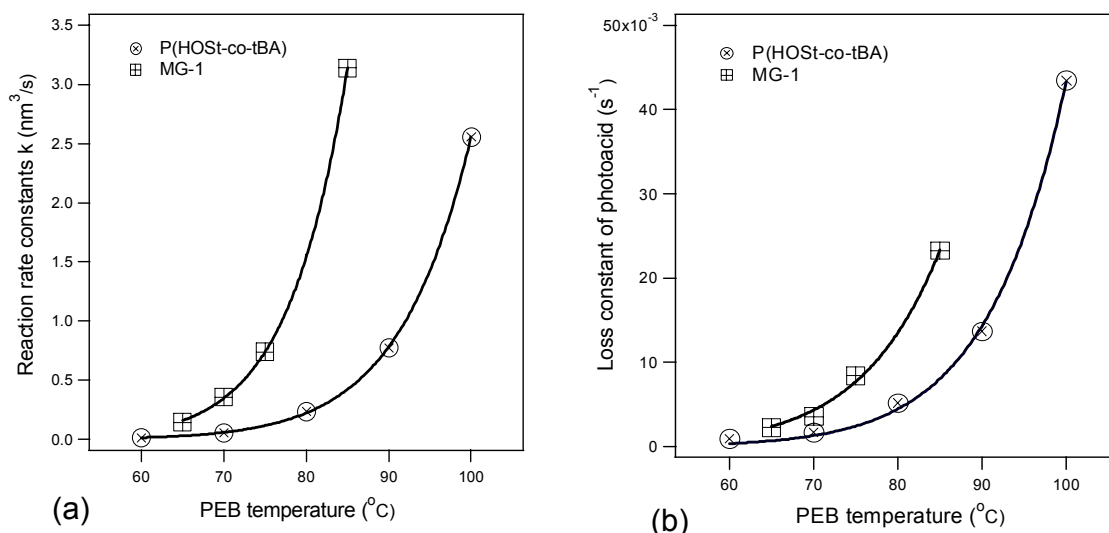 3.5
3.0
2.5
2.0
1.5
1.0
0.5
0.0
Reaction rate constants k (nm³/s)
P(HOSt-co-tBA)
MG-1
60 70 80 90 100
PEB temperature (°C)
(a)
50x10⁻³
40
30
20
10
0
Loss constant of photoacid (s⁻¹)
P(HOSt-co-tBA)
MG-1
60 70 80 90 100
PEB temperature (°C)
(b)